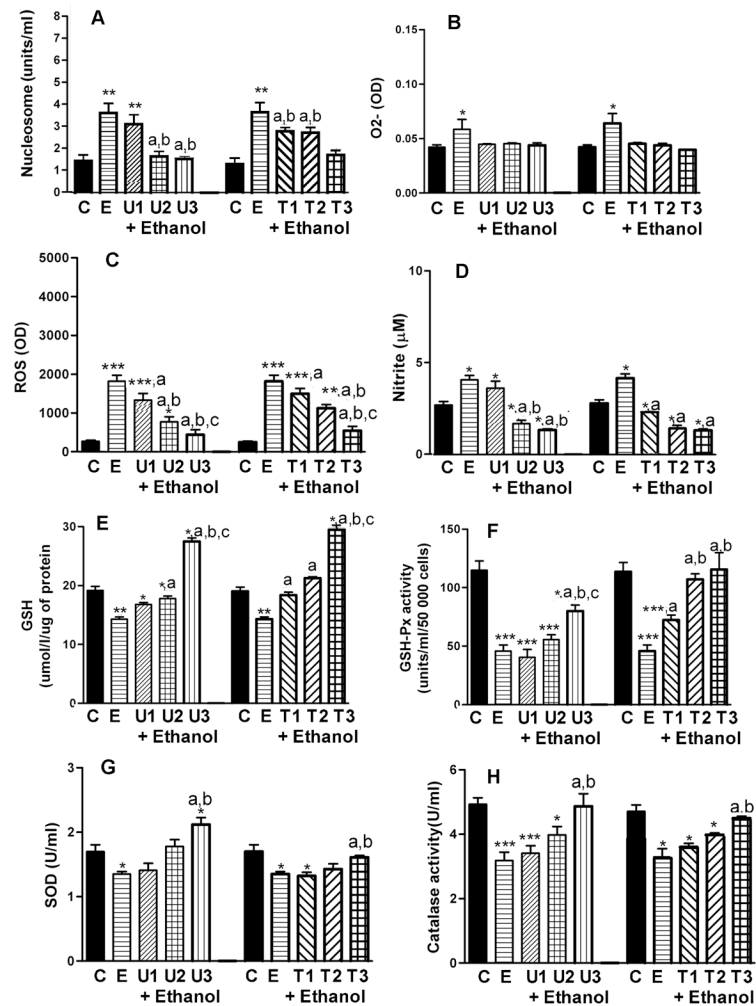 A
Nucleosome (units/ml)
8
7
6
5
4
3
2
1
0
** ** a,b a,b ** a,b a,b
C E U1 U2 U3 C E T1 T2 T3
+ Ethanol + Ethanol
B
O2- (OD)
0.15
0.10
0.05
0.00
* *
C E U1 U2 U3 C E T1 T2 T3
+ Ethanol + Ethanol
C
ROS (OD)
5000
4000
3000
2000
1000
0
*** ***,a a,b * a,b,c *** ***,a **,a,b a,b,c
C E U1 U2 U3 C E T1 T2 T3
+ Ethanol + Ethanol
D
Nitrite (μM)
10
5
0
* * *,a,b *,a,b * *,a *,a *,a
C E U1 U2 U3 C E T1 T2 T3
+ Ethanol + Ethanol
E
GSH
(umol/l/ug of protein)
30
20
10
0
** * *,a *,a,b,c ** a a *,a,b,c
C E U1 U2 U3 C E T1 T2 T3
+ Ethanol + Ethanol
F
GSH-Px activity
(units/ml/50 000 cells)
150
100
50
0
*** *** *** *,a,b,c *** ***,a a,b a,b
C E U1 U2 U3 C E T1 T2 T3
+ Ethanol + Ethanol
G
SOD (U/ml)
3
2
1
0
* a,b * * * a,b
C E U1 U2 U3 C E T1 T2 T3
+ Ethanol + Ethanol
H
Catalase activity(U/ml)
6
4
2
0
*** *** * a,b * * * a,b
C E U1 U2 U3 C E T1 T2 T3
+ Ethanol + Ethanol